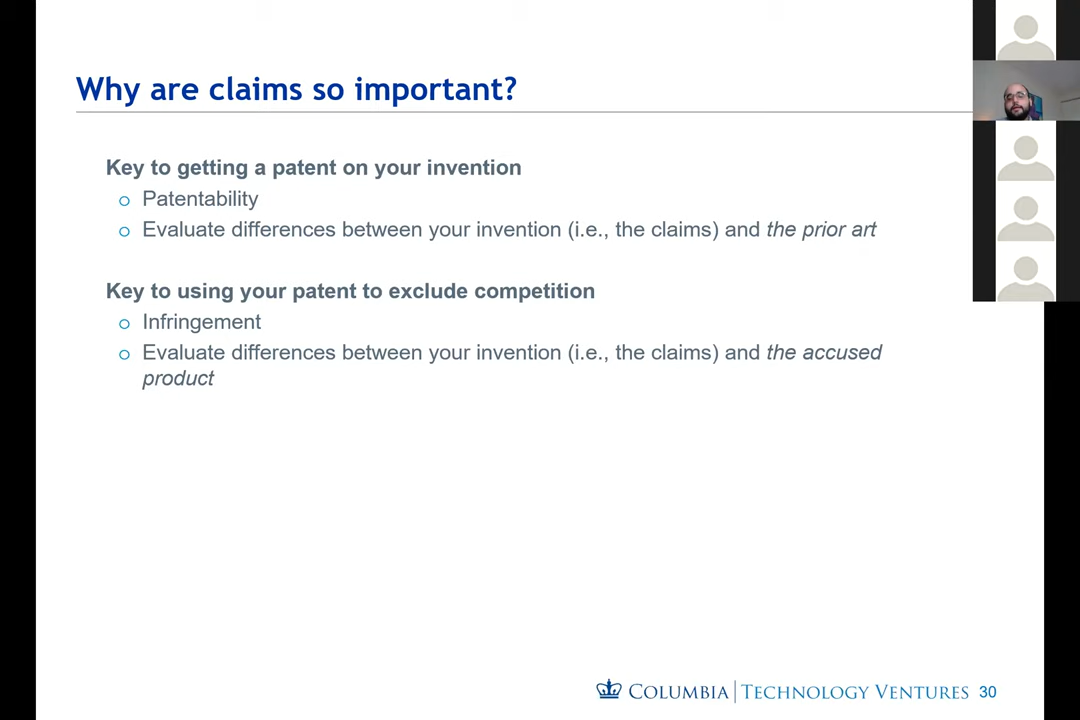 Why are claims so important?
Key to getting a patent on your invention
o Patentability
o Evaluate differences between your invention (i.e., the claims) and the prior art
Key to using your patent to exclude competition
o Infringement
o Evaluate differences between your invention (i.e., the claims) and the accused
product
COLUMBIA | TECHNOLOGY VENTURES 30